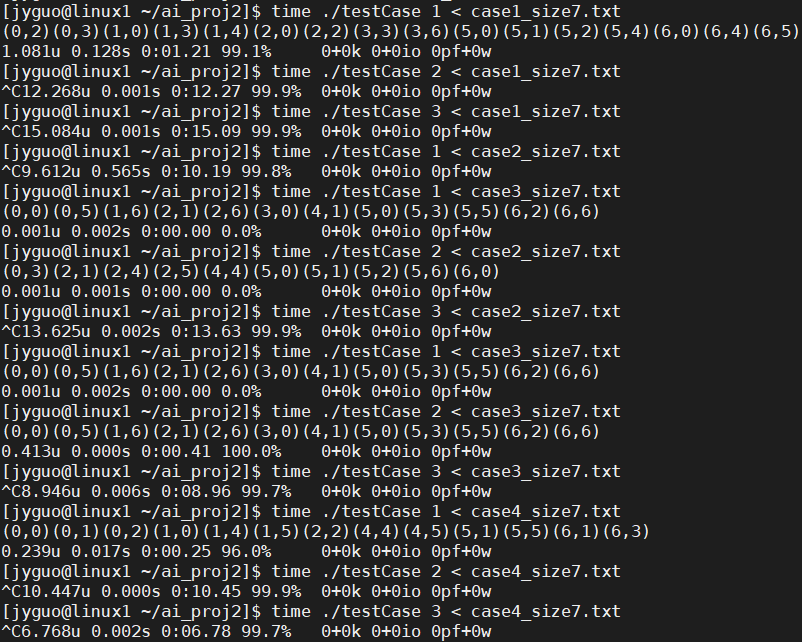 [jyguo@linux1 ~/ai_proj2]$ time ./testCase 1 < case1_size7.txt
(0,2)(0,3)(1,0)(1,3)(1,4)(2,0)(2,2)(3,3)(3,6)(5,0)(5,1)(5,2)(5,4)(6,0)(6,4)(6,5)
1.081u 0.128s 0:01.21 99.1%     0+0k 0+0io 0pf+0w
[jyguo@linux1 ~/ai_proj2]$ time ./testCase 2 < case1_size7.txt
^C12.268u 0.001s 0:12.27 99.9%  0+0k 0+0io 0pf+0w
[jyguo@linux1 ~/ai_proj2]$ time ./testCase 3 < case1_size7.txt
^C15.084u 0.001s 0:15.09 99.9%  0+0k 0+0io 0pf+0w
[jyguo@linux1 ~/ai_proj2]$ time ./testCase 1 < case2_size7.txt
^C9.612u 0.565s 0:10.19 99.8%   0+0k 0+0io 0pf+0w
[jyguo@linux1 ~/ai_proj2]$ time ./testCase 1 < case3_size7.txt
(0,0)(0,5)(1,6)(2,1)(2,6)(3,0)(4,1)(5,0)(5,3)(5,5)(6,2)(6,6)
0.001u 0.002s 0:00.00 0.0%      0+0k 0+0io 0pf+0w
[jyguo@linux1 ~/ai_proj2]$ time ./testCase 2 < case2_size7.txt
(0,3)(2,1)(2,4)(2,5)(4,4)(5,0)(5,1)(5,2)(5,6)(6,0)
0.001u 0.001s 0:00.00 0.0%      0+0k 0+0io 0pf+0w
[jyguo@linux1 ~/ai_proj2]$ time ./testCase 3 < case2_size7.txt
^C13.625u 0.002s 0:13.63 99.9%  0+0k 0+0io 0pf+0w
[jyguo@linux1 ~/ai_proj2]$ time ./testCase 1 < case3_size7.txt
(0,0)(0,5)(1,6)(2,1)(2,6)(3,0)(4,1)(5,0)(5,3)(5,5)(6,2)(6,6)
0.001u 0.002s 0:00.00 0.0%      0+0k 0+0io 0pf+0w
[jyguo@linux1 ~/ai_proj2]$ time ./testCase 2 < case3_size7.txt
(0,0)(0,5)(1,6)(2,1)(2,6)(3,0)(4,1)(5,0)(5,3)(5,5)(6,2)(6,6)
0.413u 0.000s 0:00.41 100.0%    0+0k 0+0io 0pf+0w
[jyguo@linux1 ~/ai_proj2]$ time ./testCase 3 < case3_size7.txt
^C8.946u 0.006s 0:08.96 99.7%   0+0k 0+0io 0pf+0w
[jyguo@linux1 ~/ai_proj2]$ time ./testCase 1 < case4_size7.txt
(0,0)(0,1)(0,2)(1,0)(1,4)(1,5)(2,2)(4,4)(4,5)(5,1)(5,5)(6,1)(6,3)
0.239u 0.017s 0:00.25 96.0%     0+0k 0+0io 0pf+0w
[jyguo@linux1 ~/ai_proj2]$ time ./testCase 2 < case4_size7.txt
^C10.447u 0.000s 0:10.45 99.9%  0+0k 0+0io 0pf+0w
[jyguo@linux1 ~/ai_proj2]$ time ./testCase 3 < case4_size7.txt
^C6.768u 0.002s 0:06.78 99.7%   0+0k 0+0io 0pf+0w